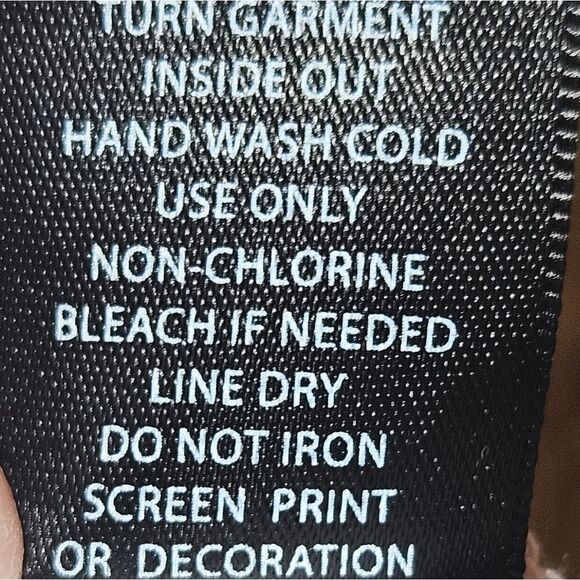 TURN GARMENT
INSIDE OUT
HAND WASH COLD
USE ONLY
NON-CHLORINE
BLEACH IF NEEDED
LINE DRY
DO NOT IRON
SCREEN PRINT
OR DECORATION